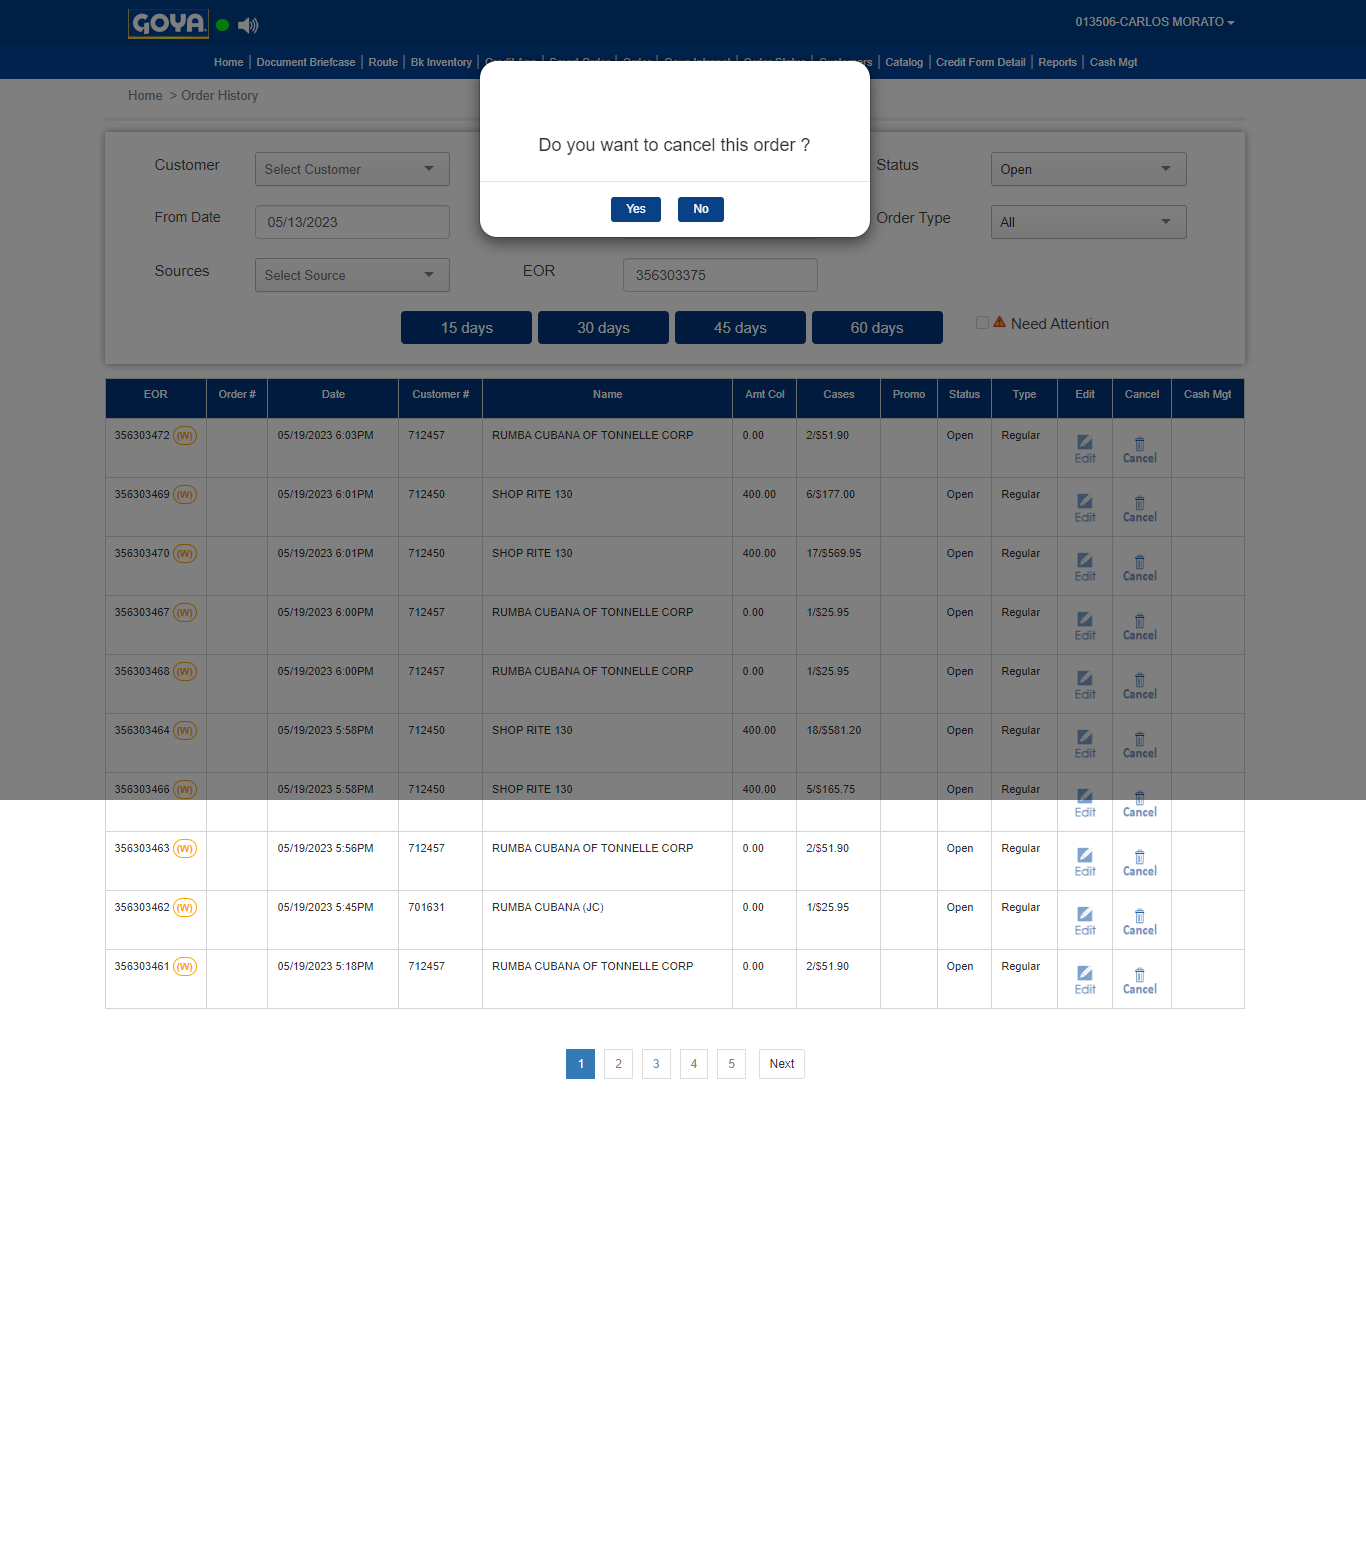 GOYA
013506-CARLOS MORATO
Home | Document Briefcase | Route | Bk Inventory | Credit App | Smart Order | Order | Goya Intranet | Order Status | Customers | Catalog | Credit Form Detail | Reports | Cash Mgt
Home > Order History
Do you want to cancel this order ?
Yes No
Customer Select Customer Status Open
From Date 05/13/2023 Order Type All
Sources Select Source EOR 356303375
15 days 30 days 45 days 60 days Need Attention
EOR Order # Date Customer # Name Amt Col Cases Promo Status Type Edit Cancel Cash Mgt
356303472 (W) 05/19/2023 6:03PM 712457 RUMBA CUBANA OF TONNELLE CORP 0.00 2/$51.90 Open Regular Edit Cancel
356303469 (W) 05/19/2023 6:01PM 712450 SHOP RITE 130 400.00 6/$177.00 Open Regular Edit Cancel
356303470 (W) 05/19/2023 6:01PM 712450 SHOP RITE 130 400.00 17/$569.95 Open Regular Edit Cancel
356303467 (W) 05/19/2023 6:00PM 712457 RUMBA CUBANA OF TONNELLE CORP 0.00 1/$25.95 Open Regular Edit Cancel
356303468 (W) 05/19/2023 6:00PM 712457 RUMBA CUBANA OF TONNELLE CORP 0.00 1/$25.95 Open Regular Edit Cancel
356303464 (W) 05/19/2023 5:58PM 712450 SHOP RITE 130 400.00 18/$581.20 Open Regular Edit Cancel
356303466 (W) 05/19/2023 5:58PM 712450 SHOP RITE 130 400.00 5/$165.75 Open Regular Edit Cancel
356303463 (W) 05/19/2023 5:56PM 712457 RUMBA CUBANA OF TONNELLE CORP 0.00 2/$51.90 Open Regular Edit Cancel
356303462 (W) 05/19/2023 5:45PM 701631 RUMBA CUBANA (JC) 0.00 1/$25.95 Open Regular Edit Cancel
356303461 (W) 05/19/2023 5:18PM 712457 RUMBA CUBANA OF TONNELLE CORP 0.00 2/$51.90 Open Regular Edit Cancel
1 2 3 4 5 Next